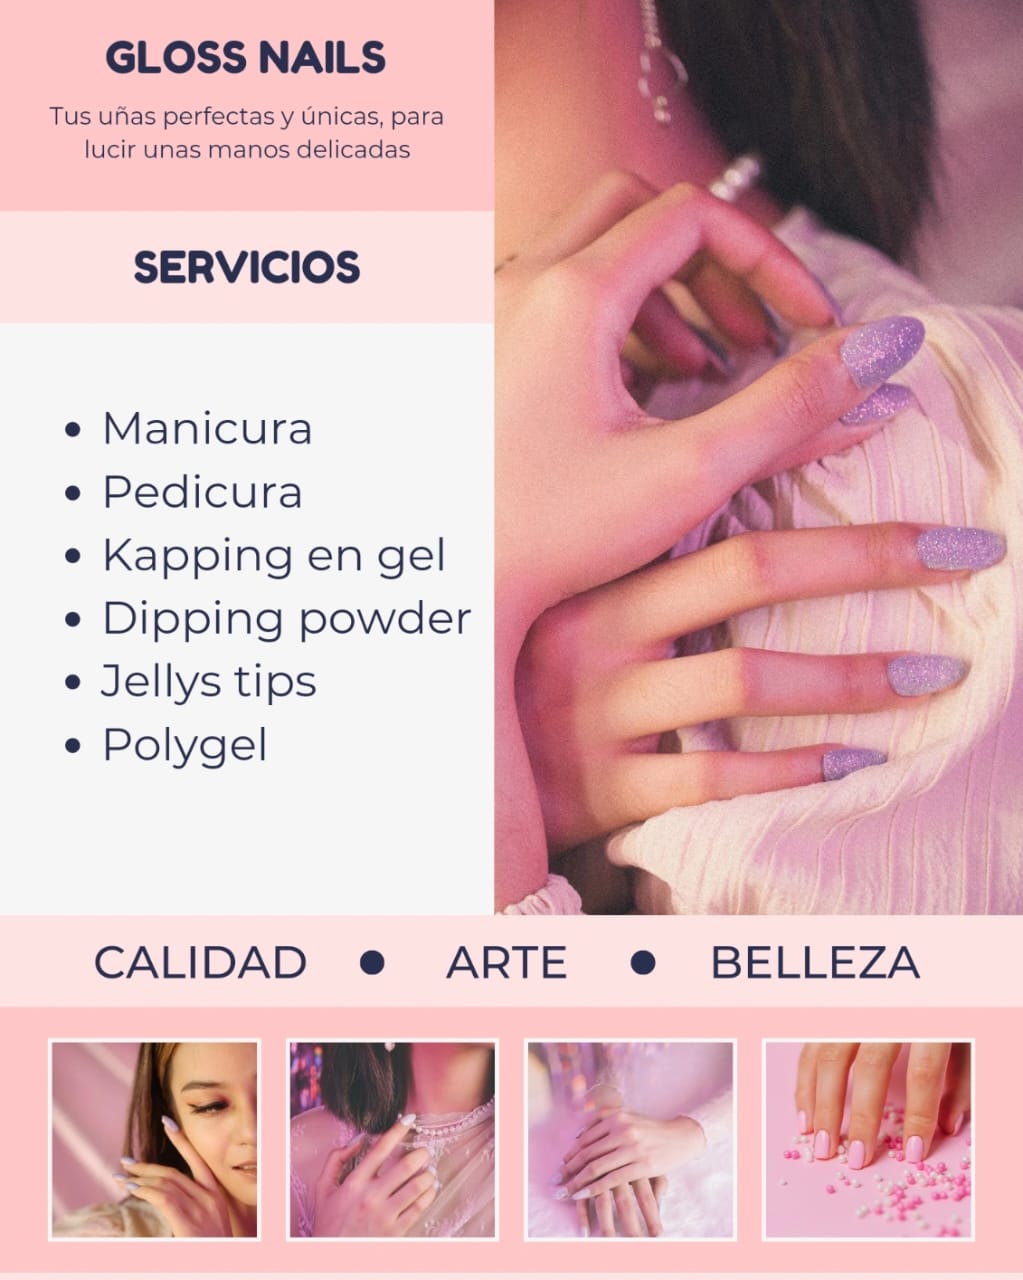 GLOSS NAILS
Tus uñas perfectas y únicas, para
lucir unas manos delicadas
SERVICIOS
• Manicura
• Pedicura
• Kapping en gel
• Dipping powder
• Jellys tips
• Polygel
CALIDAD • ARTE • BELLEZA